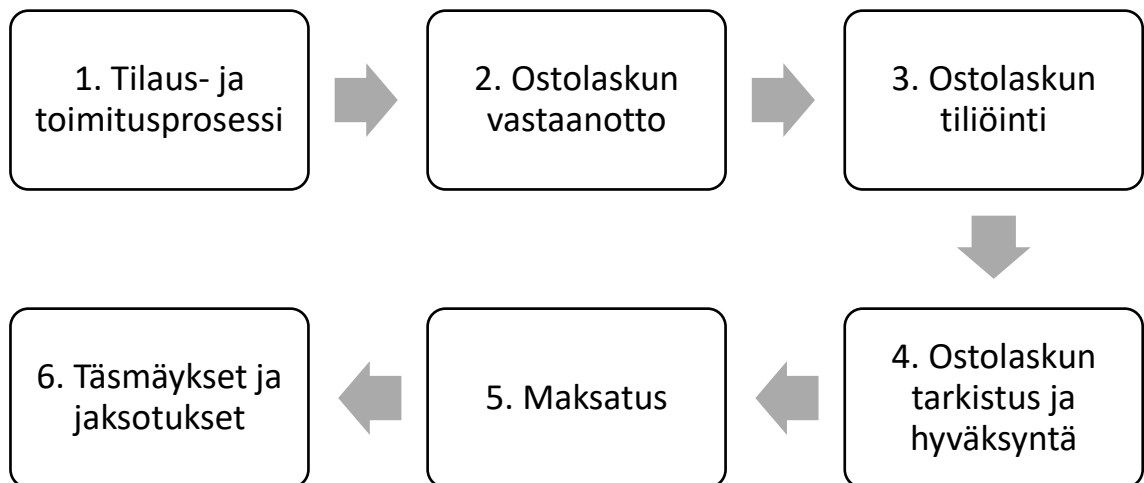 1. Tilaus- ja
toimitusprosessi
2. Ostolaskun
vastaanotto
3. Ostolaskun
tiliöinti
4. Ostolaskun
tarkistus ja
hyväksyntä
5. Maksatus
6. Täsmäykset ja
jaksotukset